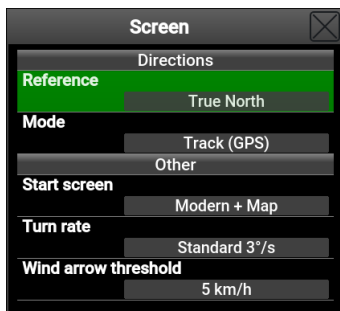 Screen
Directions
Reference
True North
Mode
Track (GPS)
Other
Start screen
Modern + Map
Turn rate
Standard 3°/s
Wind arrow threshold
5 km/h